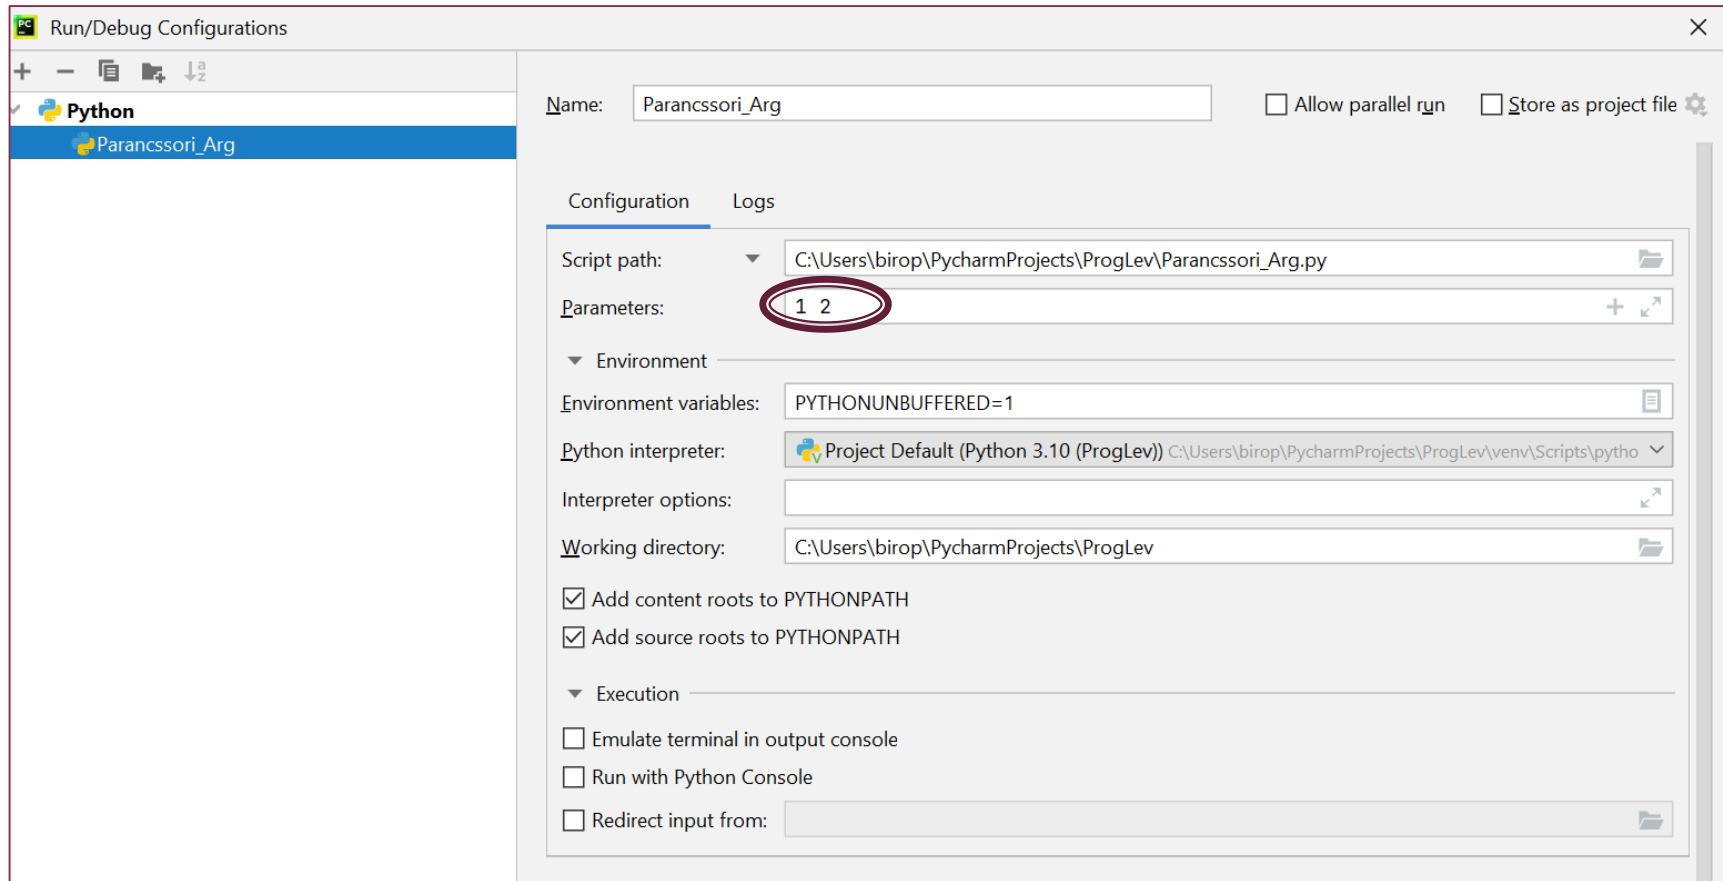 PC
Run/Debug Configurations
Python
Parancssori_Arg
Name: Parancssori_Arg Allow parallel run Store as project file
Configuration Logs
Script path: C:\Users\birop\PycharmProjects\ProgLev\Parancssori_Arg.py
Parameters: 1 2
Environment
Environment variables: PYTHONUNBUFFERED=1
Python interpreter: Project Default (Python 3.10 (ProgLev)) C:\Users\birop\PycharmProjects\ProgLev\venv\Scripts\pytho
Interpreter options:
Working directory: C:\Users\birop\PycharmProjects\ProgLev
Add content roots to PYTHONPATH
Add source roots to PYTHONPATH
Execution
Emulate terminal in output console
Run with Python Console
Redirect input from: